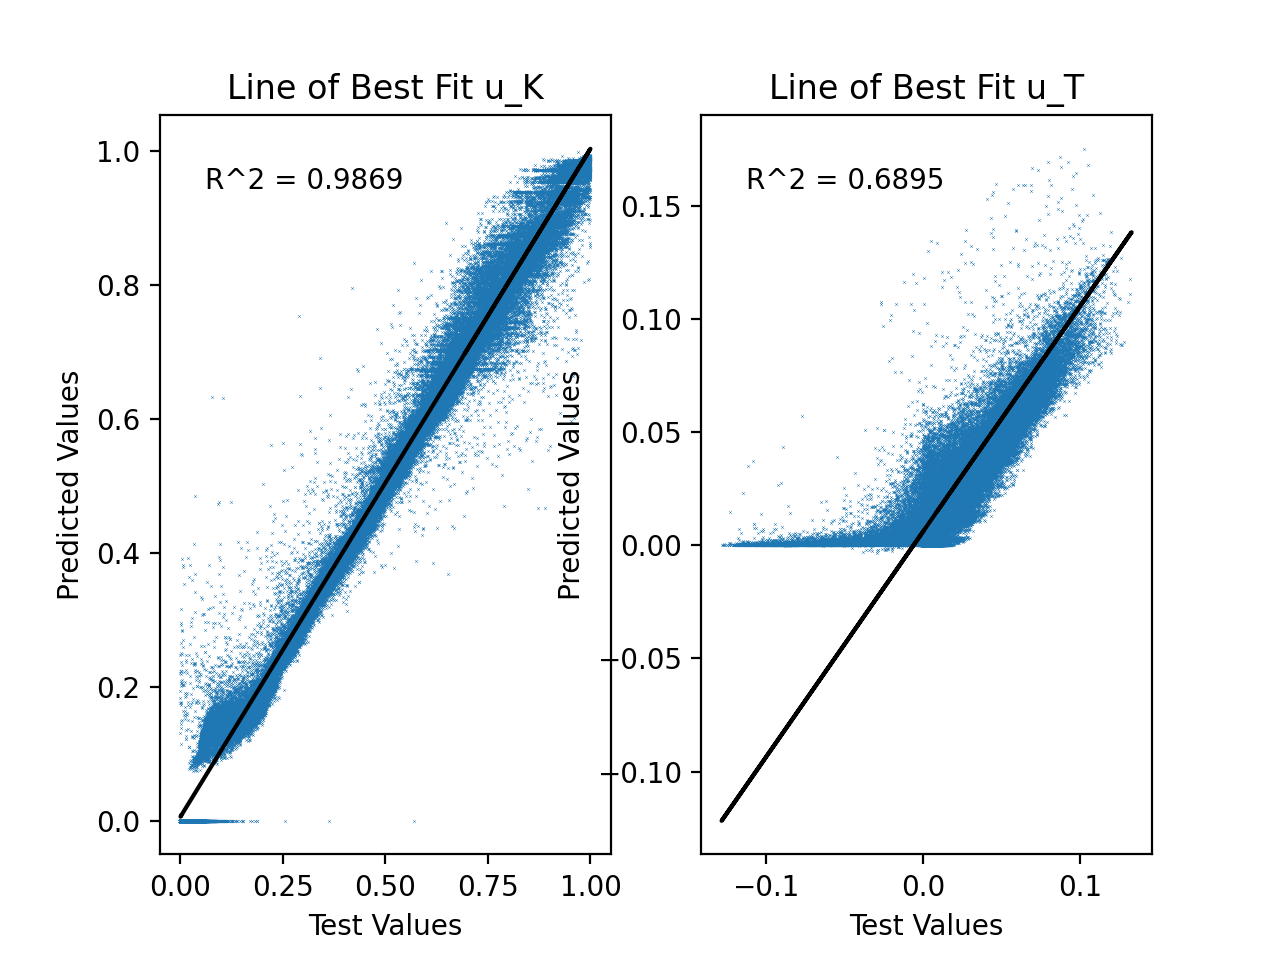 Line of Best Fit u_K
R^2 = 0.9869
Predicted Values
1.0
0.8
0.6
0.4
0.2
0.0
0.00 0.25 0.50 0.75 1.00
Test Values
Line of Best Fit u_T
R^2 = 0.6895
Predicted Values
0.15
0.10
0.05
0.00
−0.05
−0.10
−0.1 0.0 0.1
Test Values